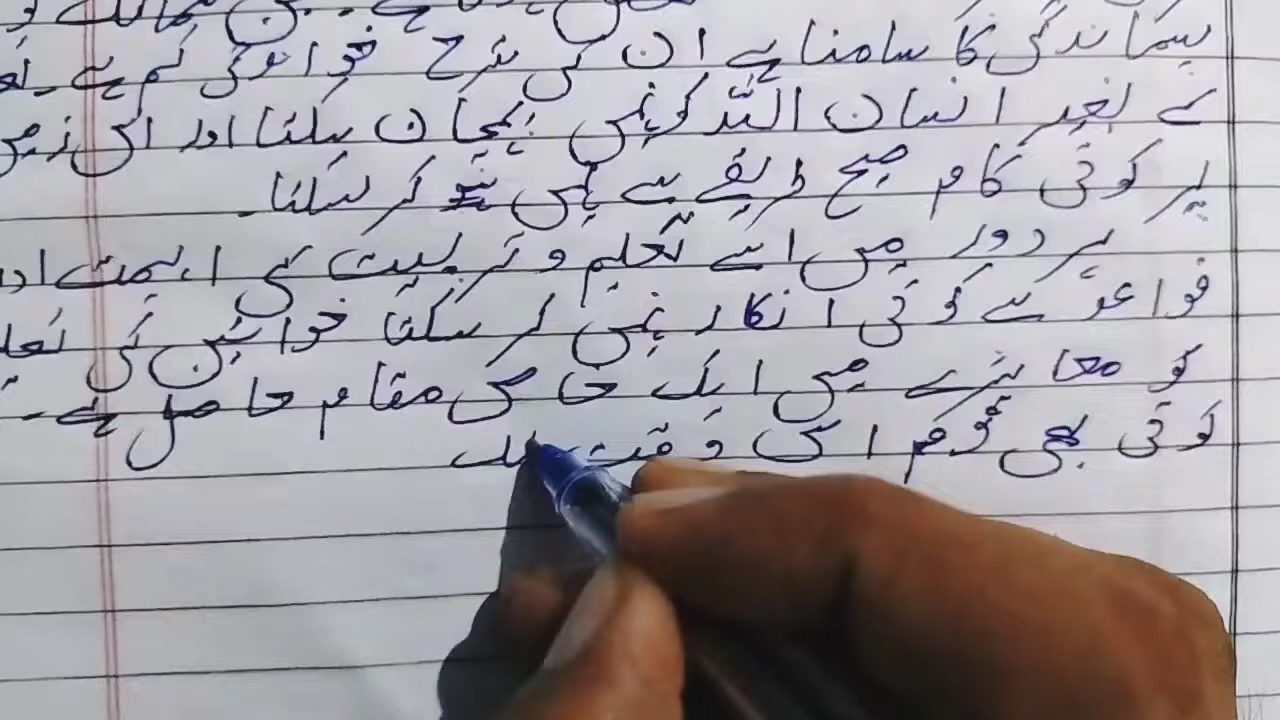 پسماندگی کا سامنا ہے ان کی شرح خواندگی کم ہے۔
کے بغیر انسان اللہ کو نہیں پہچان سکتا اور اس زمین
پر کوئی کام صحیح طریقے سے نہیں کر سکتا۔
ہر دور میں اسے تعلیم و تربیت کی اہمیت اور
فوائد سے کوئی انکار نہیں کر سکتا خواتین کی تعلیم
کو معاشرے میں ایک خاص مقام حاصل ہے۔
کوئی بھی قوم اس وقت تک